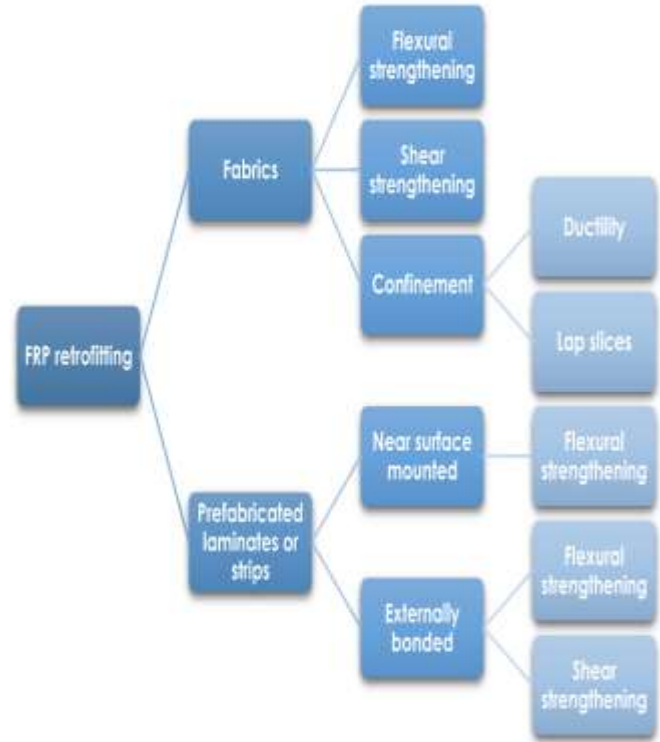 FRP retrofitting
Fabrics
Flexural
strengthening
Shear
strengthening
Confinement
Ductility
Lap slices
Prefabricated
laminates or
strips
Near surface
mounted
Flexural
strengthening
Externally
bonded
Flexural
strengthening
Shear
strengthening